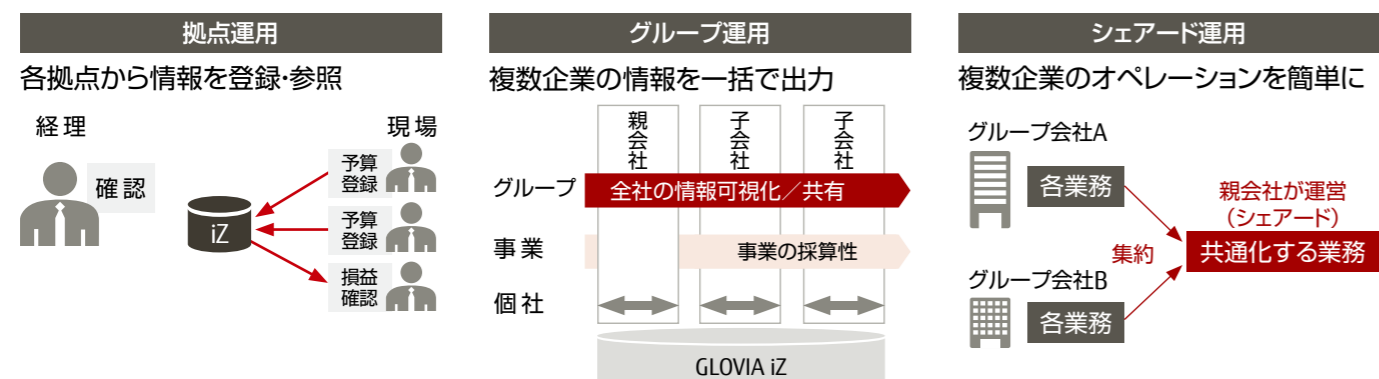 拠点運用
各拠点から情報を登録・参照
経理
現場
確認
iZ
予算
登録
予算
登録
損益
確認
グループ運用
複数企業の情報を一括で出力
親会社
子会社
子会社
グループ
全社の情報可視化／共有
事業
事業の採算性
個社
GLOVIA iZ
シェアード運用
複数企業のオペレーションを簡単に
グループ会社A
各業務
親会社が運営
（シェアード）
集約
共通化する業務
グループ会社B
各業務